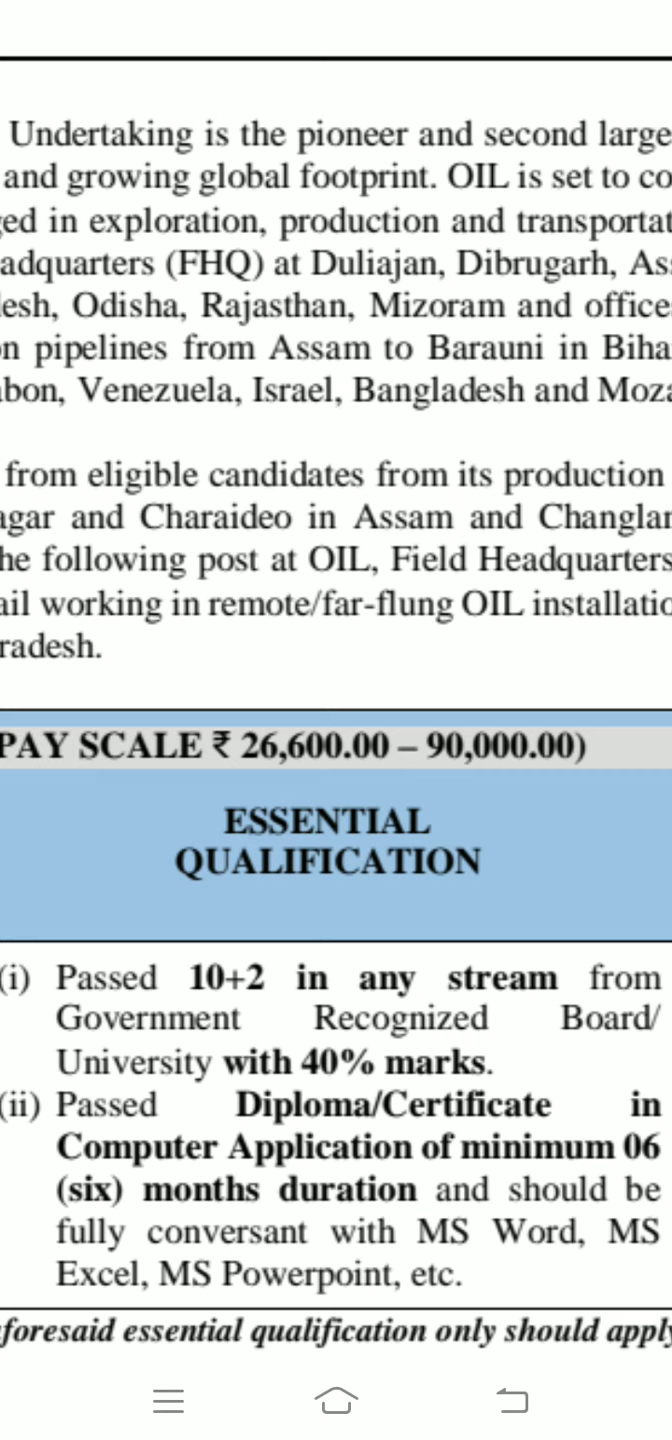 Undertaking is the pioneer and second large
and growing global footprint. OIL is set to co
ged in exploration, production and transportat
adquarters (FHQ) at Duliajan, Dibrugarh, As
esh, Odisha, Rajasthan, Mizoram and office
n pipelines from Assam to Barauni in Biha
bon, Venezuela, Israel, Bangladesh and Moza
from eligible candidates from its production
agar and Charaideo in Assam and Changlan
he following post at OIL, Field Headquarters
ail working in remote/far-flung OIL installatio
radesh.
PAY SCALE ₹ 26,600.00 – 90,000.00)
ESSENTIAL
QUALIFICATION
(i) Passed 10+2 in any stream from
Government Recognized Board/
University with 40% marks.
(ii) Passed Diploma/Certificate in
Computer Application of minimum 06
(six) months duration and should be
fully conversant with MS Word, MS
Excel, MS Powerpoint, etc.
foresaid essential qualification only should apply